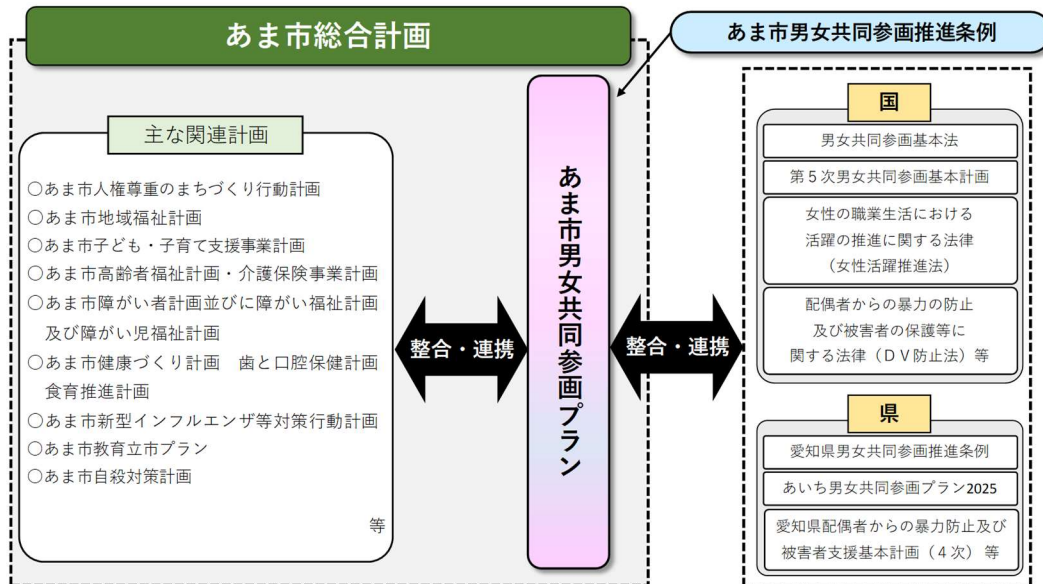 あま市総合計画
あま市男女共同参画推進条例
主な関連計画
○あま市人権尊重のまちづくり行動計画
○あま市地域福祉計画
○あま市子ども・子育て支援事業計画
○あま市高齢者福祉計画・介護保険事業計画
○あま市障がい者計画並びに障がい福祉計画
及び障がい児福祉計画
○あま市健康づくり計画　歯と口腔保健計画
食育推進計画
○あま市新型インフルエンザ等対策行動計画
○あま市教育立市プラン
○あま市自殺対策計画
等
整合・連携
あま市男女共同参画プラン
整合・連携
国
男女共同参画基本法
第５次男女共同参画基本計画
女性の職業生活における
活躍の推進に関する法律
（女性活躍推進法）
配偶者からの暴力の防止
及び被害者の保護等に
関する法律（ＤＶ防止法）等
県
愛知県男女共同参画推進条例
あいち男女共同参画プラン2025
愛知県配偶者からの暴力防止及び
被害者支援基本計画（４次）等